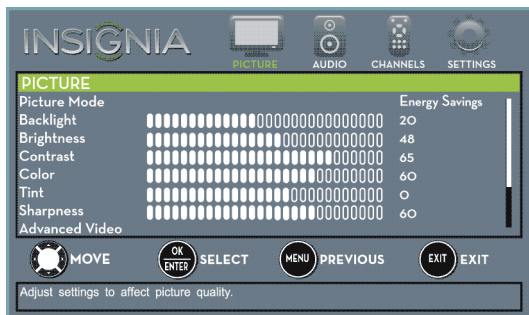 INSIGNIA
PICTURE AUDIO CHANNELS SETTINGS
PICTURE
Picture Mode Energy Savings
Backlight 20
Brightness 48
Contrast 65
Color 60
Tint 0
Sharpness 60
Advanced Video
MOVE OK ENTER SELECT MENU PREVIOUS EXIT EXIT
Adjust settings to affect picture quality.